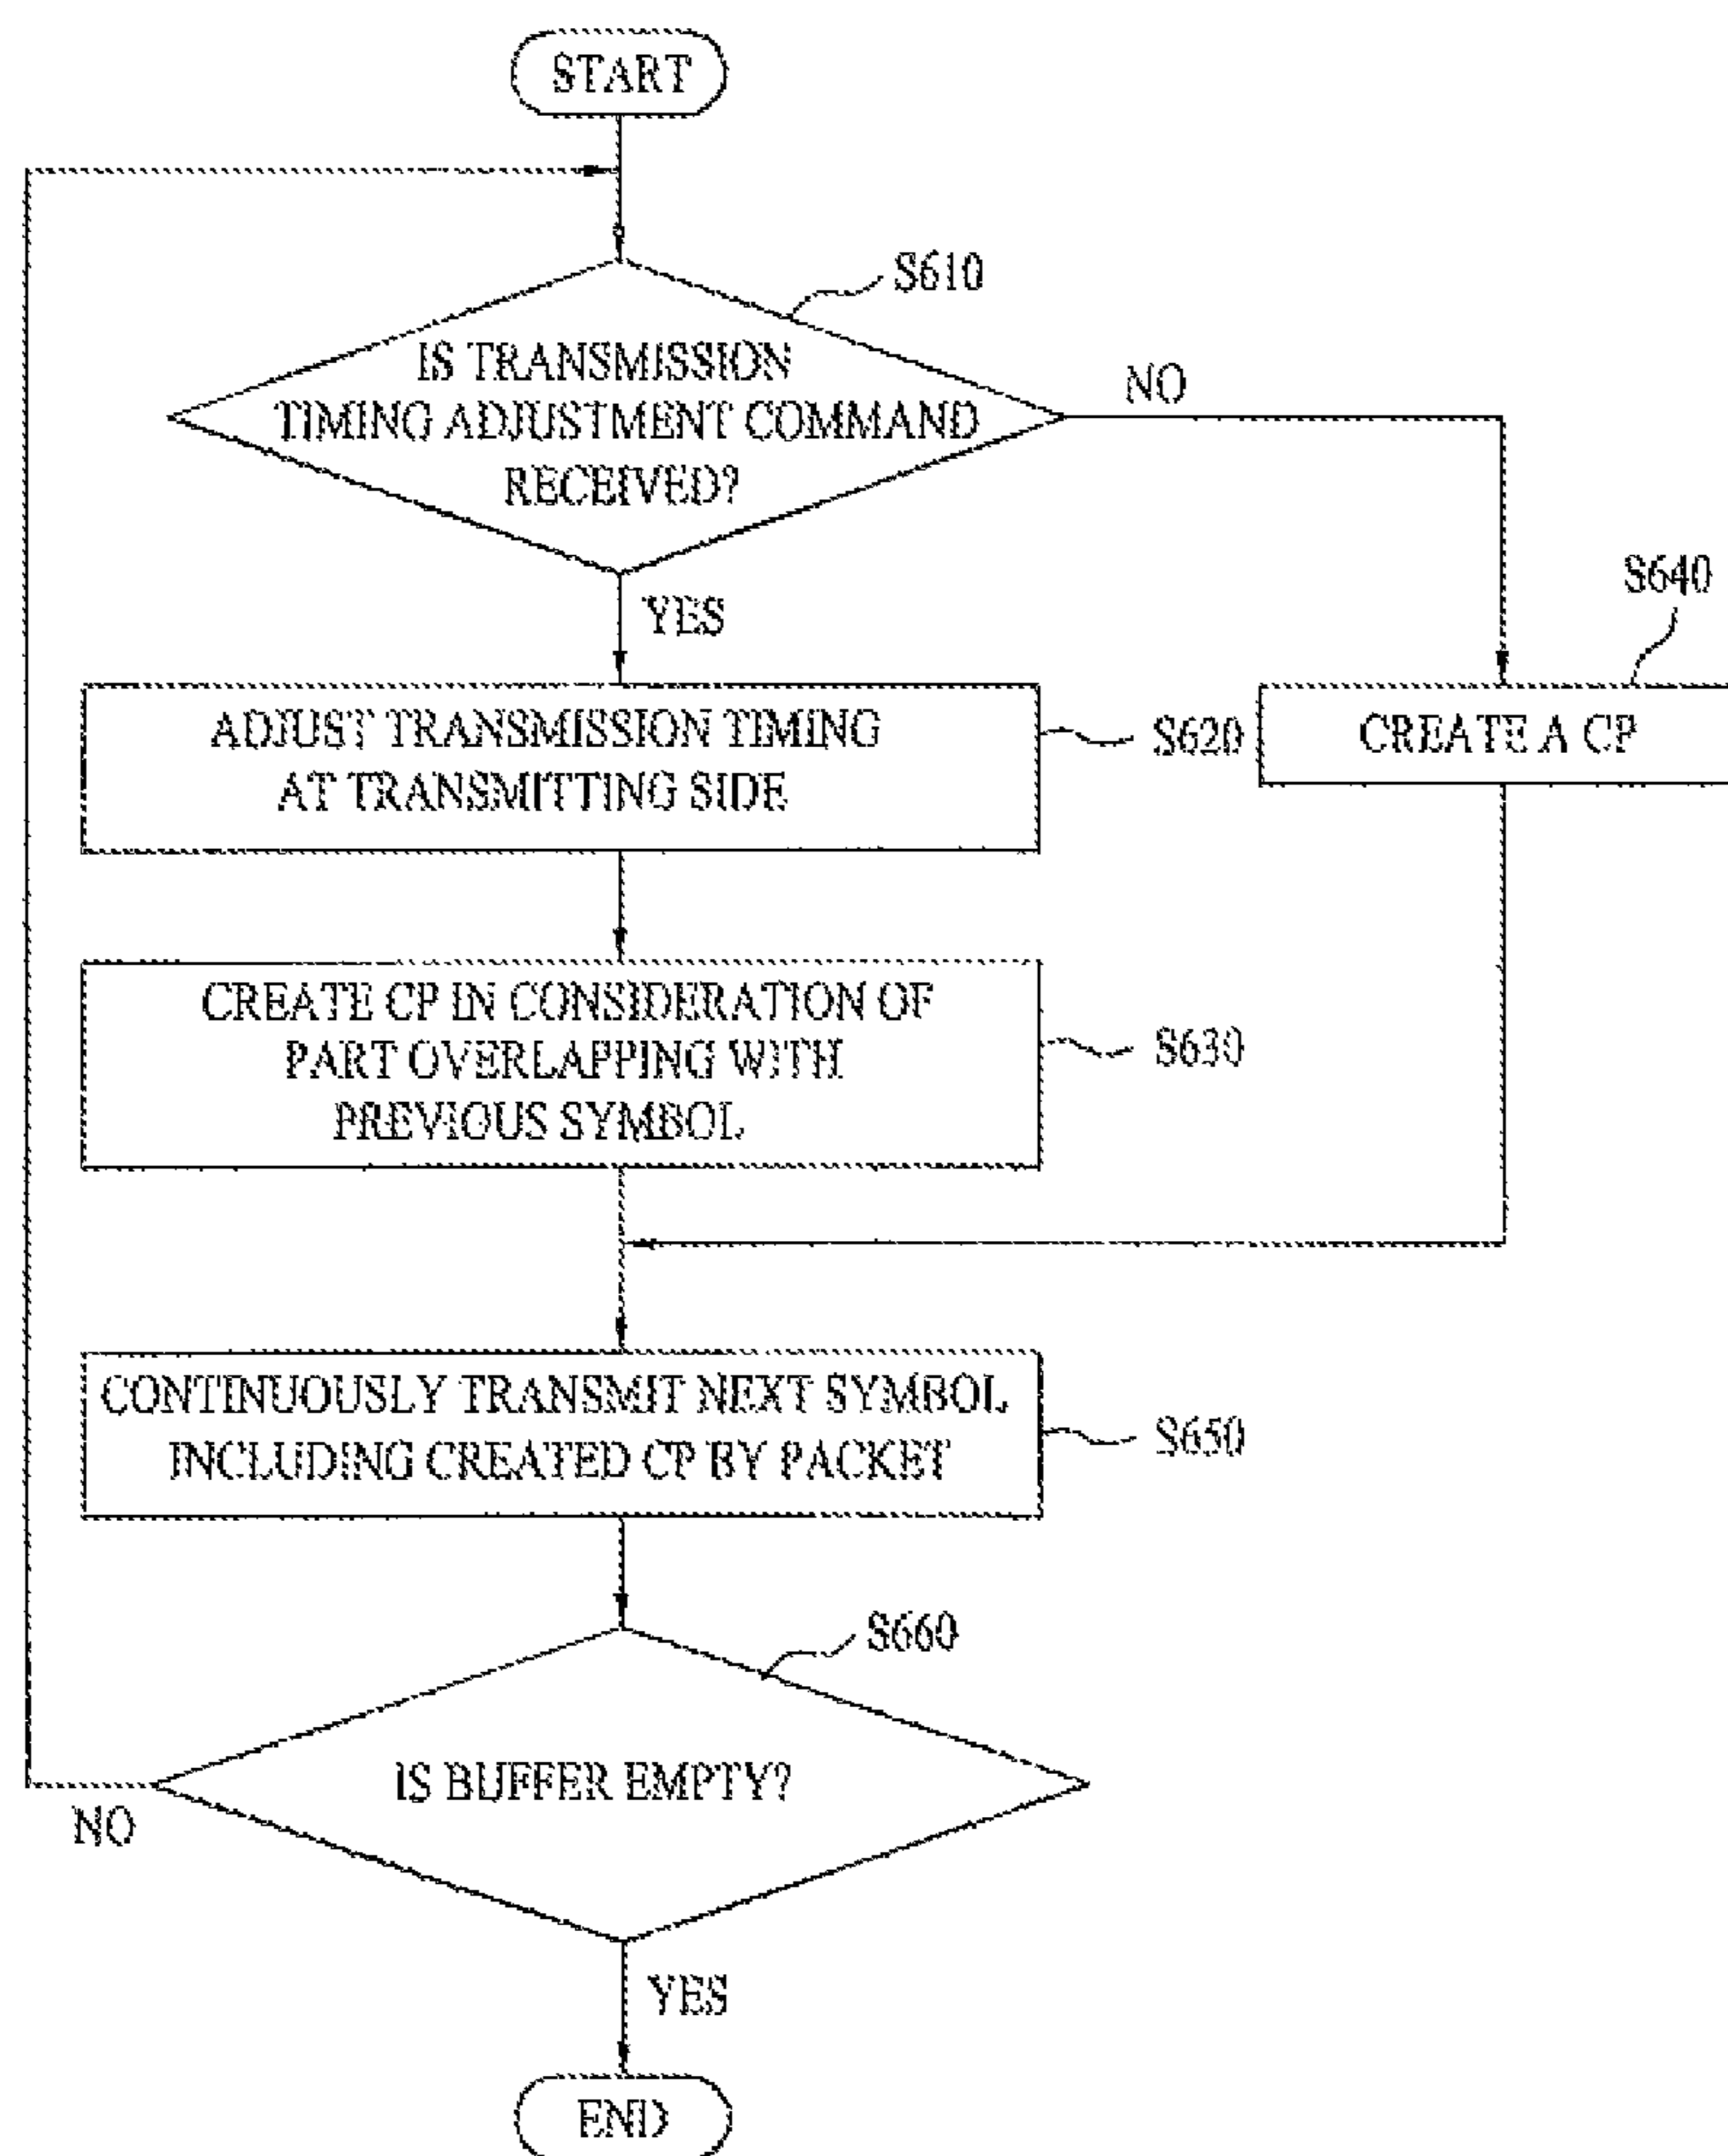 START
S610
IS TRANSMISSION
TIMING ADJUSTMENT COMMAND
RECEIVED?
NO
YES
S640
ADJUST TRANSMISSION TIMING
AT TRANSMITTING SIDE
S620
CREATE A CP
CREATE CP IN CONSIDERATION OF
PART OVERLAPPING WITH
PREVIOUS SYMBOL
S630
CONTINUOUSLY TRANSMIT NEXT SYMBOL
INCLUDING CREATED CP BY PACKET
S650
S660
IS BUFFER EMPTY?
NO
YES
END